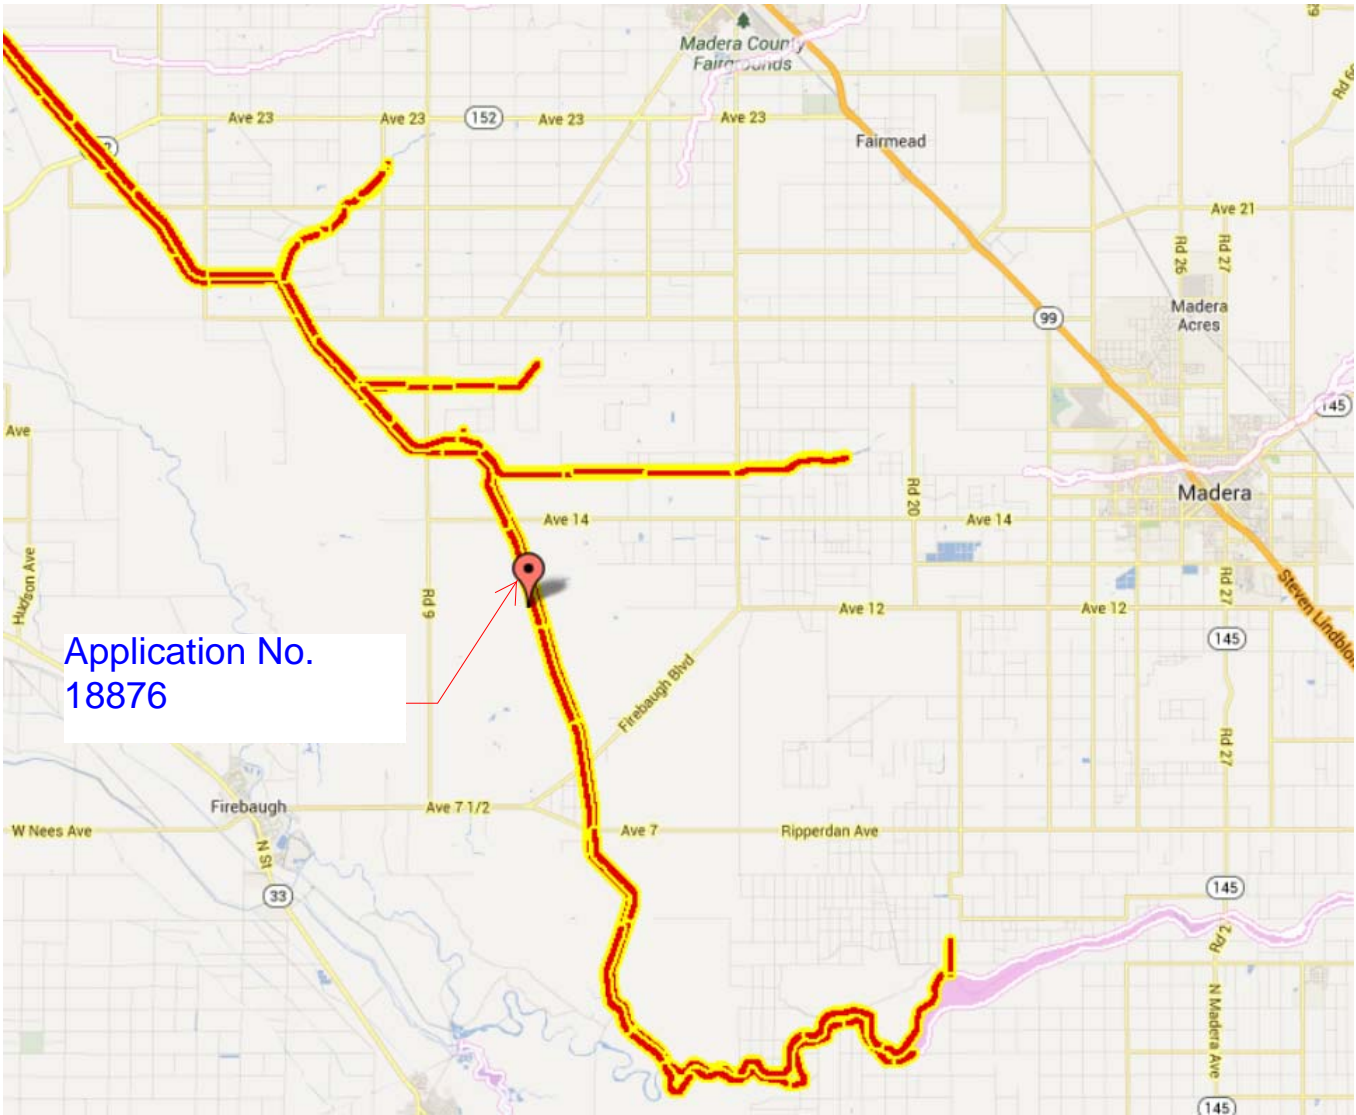 Madera County
Fairgrounds
Ave 23
Ave 23
152
Ave 23
Ave 23
Fairmead
Ave 21
Rd 26
Rd 27
Madera
Acres
99
145
Ave
Rd 20
Madera
Ave 14
Ave 14
Hudson Ave
Rd 9
Ave 12
Ave 12
Rd 27
Steven Lindblom
145
Application No.
18876
Firebaugh Blvd
Rd 27
Firebaugh
Ave 7 1/2
W Nees Ave
Ave 7
Ripperdan Ave
N St
33
145
Rd 2
N Madera Ave
145